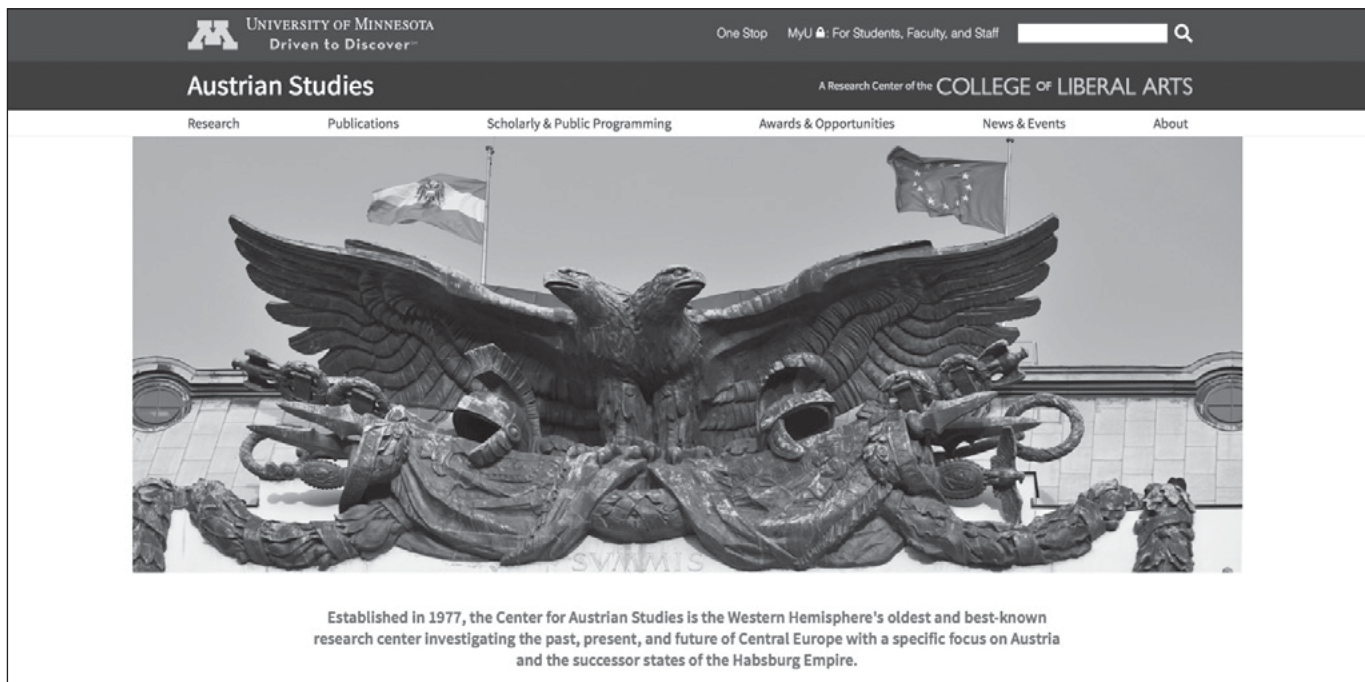 UNIVERSITY OF MINNESOTA
Driven to Discover℠
One Stop MyU : For Students, Faculty, and Staff
Austrian Studies
A Research Center of the COLLEGE OF LIBERAL ARTS
Research Publications Scholarly & Public Programming Awards & Opportunities News & Events About
SVMMIS
Established in 1977, the Center for Austrian Studies is the Western Hemisphere's oldest and best-known
research center investigating the past, present, and future of Central Europe with a specific focus on Austria
and the successor states of the Habsburg Empire.